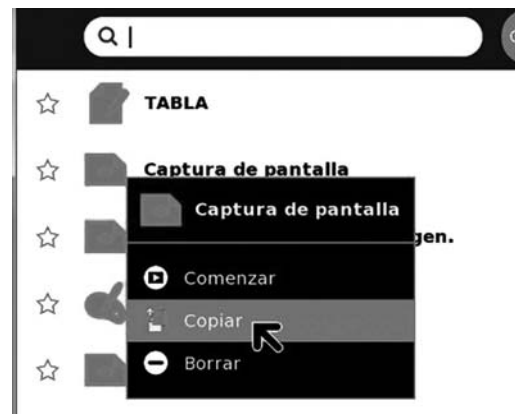 TABLA
Captura de pantalla
Captura de pantalla
gen.
Comenzar
Copiar
Borrar